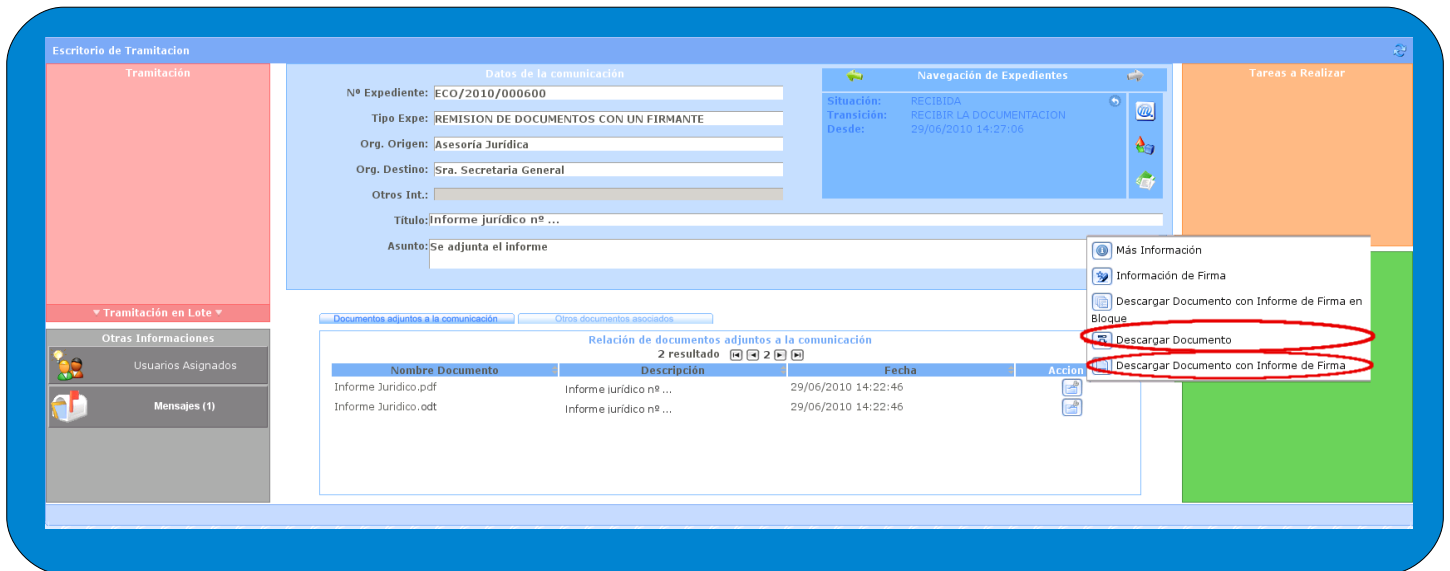 Escritorio de Tramitacion
Tramitación
▼ Tramitación en Lote ▼
Otras Informaciones
Usuarios Asignados
Mensajes (1)
Datos de la comunicación
Nº Expediente: ECO/2010/000600
Tipo Expe: REMISION DE DOCUMENTOS CON UN FIRMANTE
Org. Origen: Asesoría Jurídica
Org. Destino: Sra. Secretaria General
Otros Int.:
Título: Informe jurídico nº ...
Asunto: Se adjunta el informe
Navegación de Expedientes
Situación: RECIBIDA
Transición: RECIBIR LA DOCUMENTACION
Desde: 29/06/2010 14:27:06
Tareas a Realizar
Más Información
Información de Firma
Descargar Documento con Informe de Firma en
Bloque
Descargar Documento
Descargar Documento con Informe de Firma
Documentos adjuntos a la comunicación Otros documentos asociados
Relación de documentos adjuntos a la comunicación
2 resultado 2
Nombre Documento Descripción Fecha Accion
Informe Juridico.pdf Informe jurídico nº ... 29/06/2010 14:22:46
Informe Juridico.odt Informe jurídico nº ... 29/06/2010 14:22:46